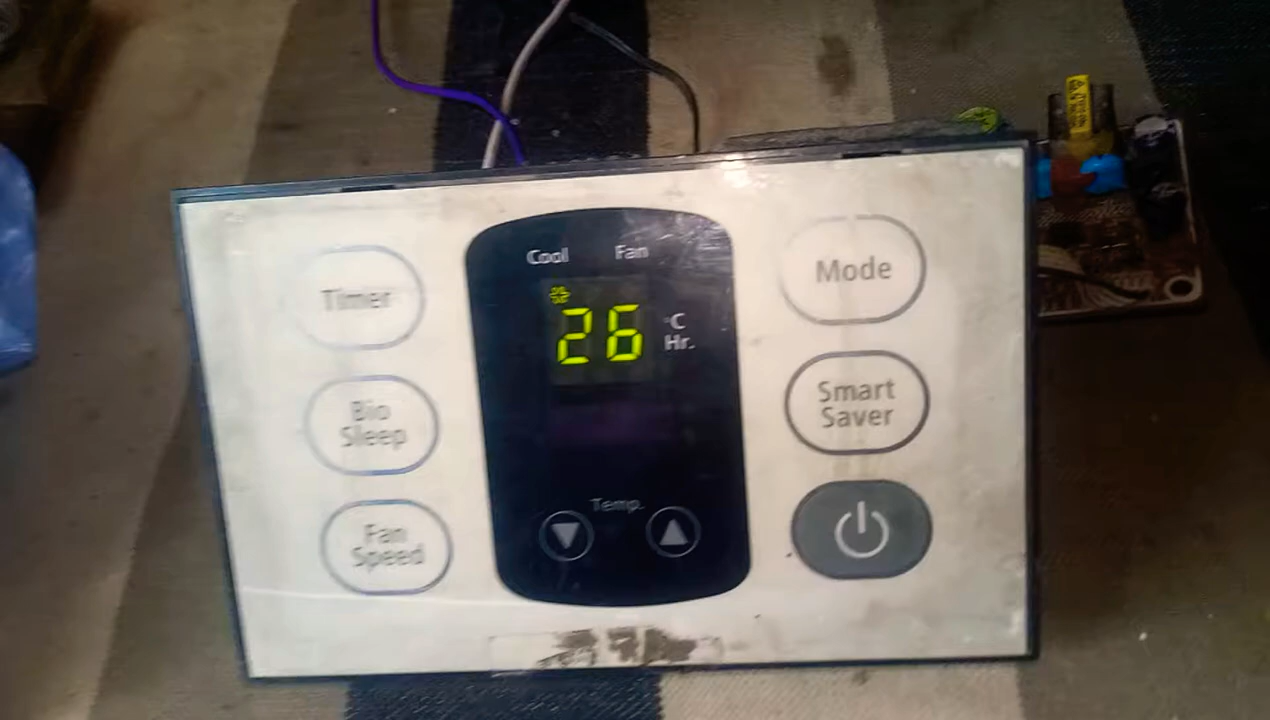 Cool Fan
Timer
Mode
26
°C
Hr.
Bio
Sleep
Smart
Saver
Temp.
Fan
Speed